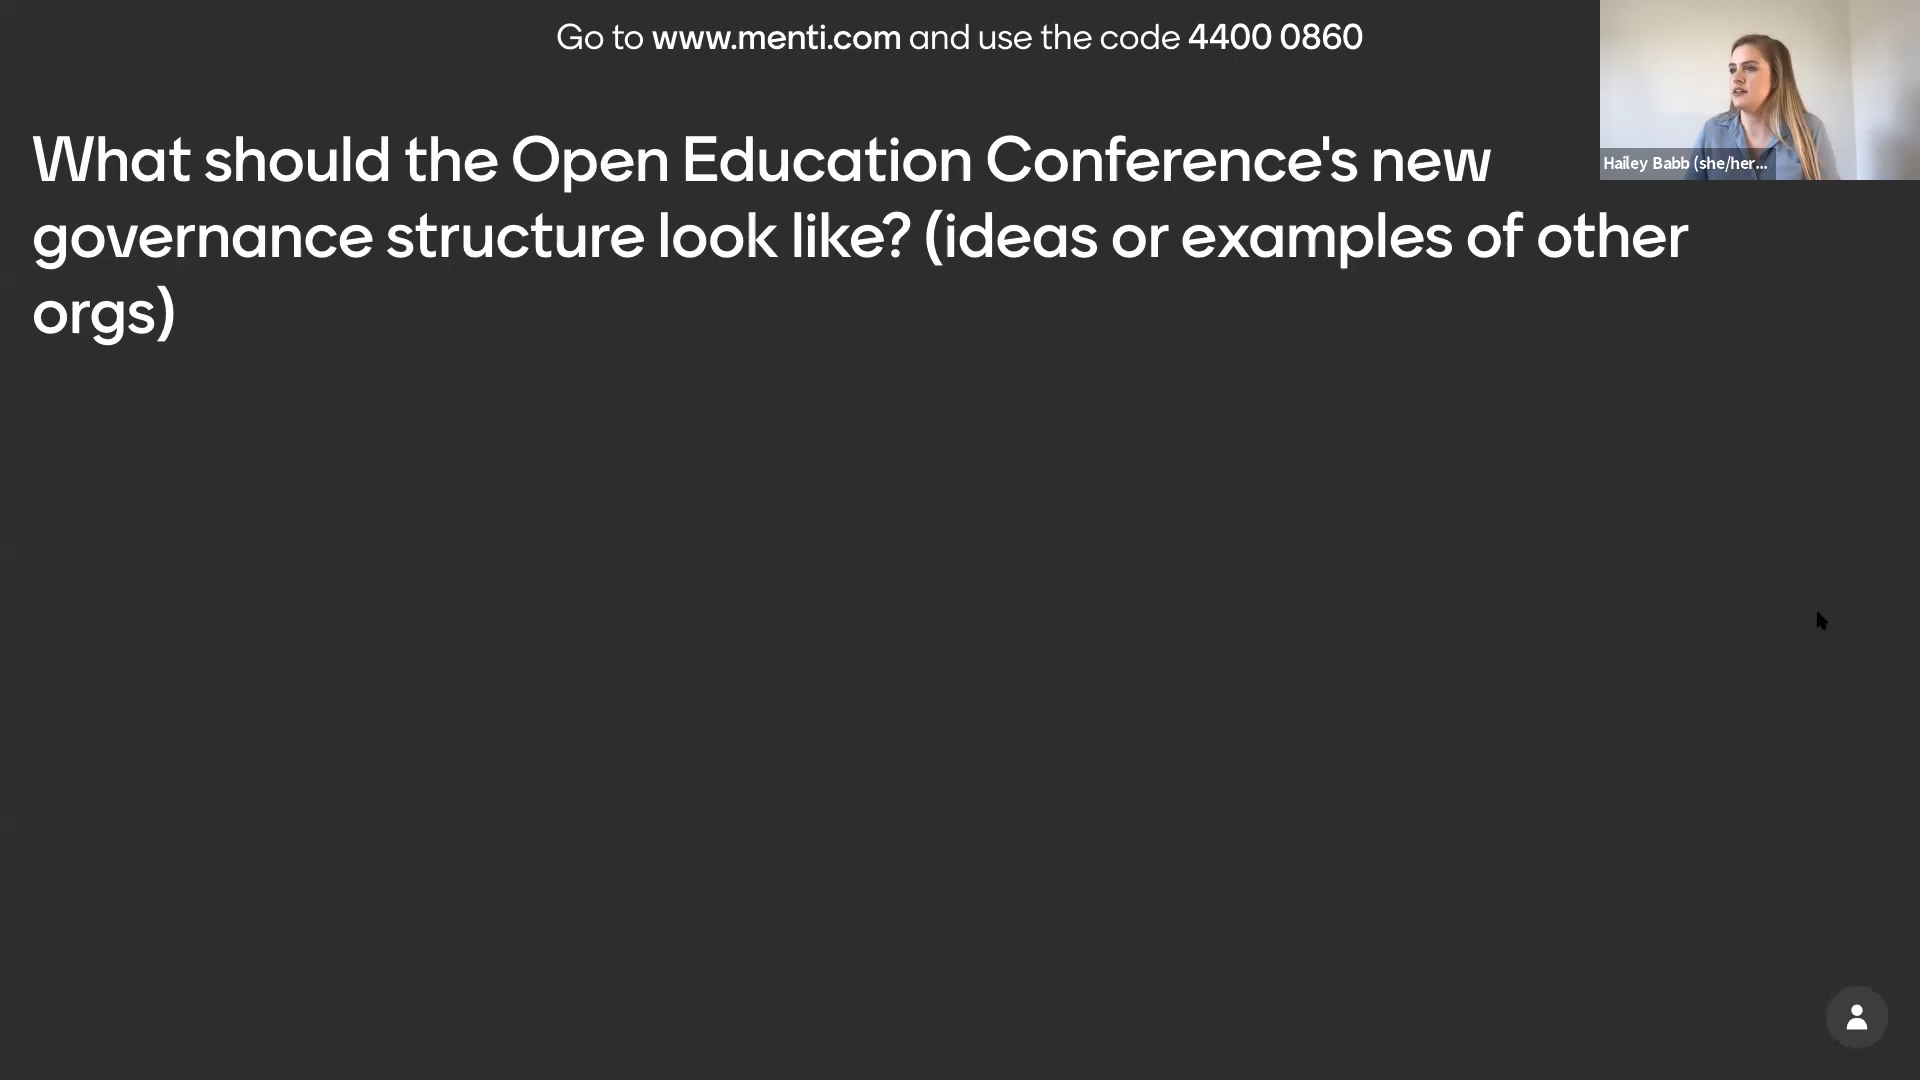 Go to www.menti.com and use the code 4400 0860
What should the Open Education Conference's new
governance structure look like? (ideas or examples of other
orgs)
Hailey Babb (she/her...